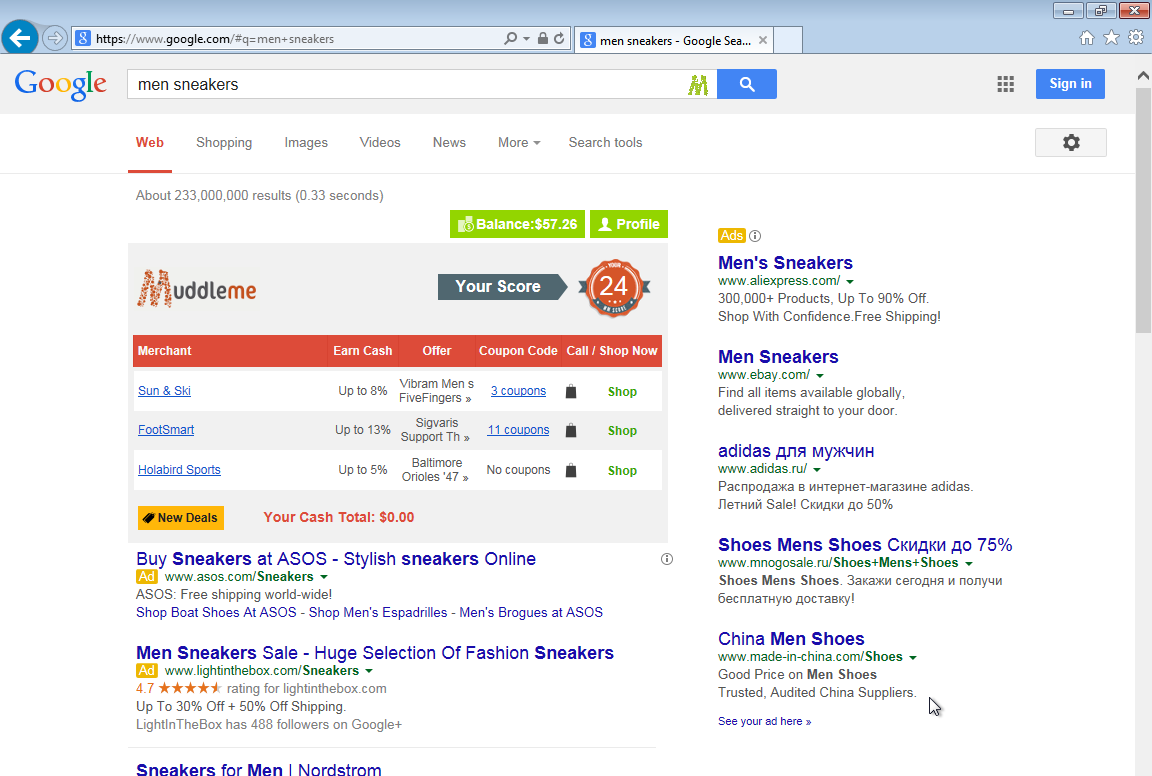 https://www.google.com/#q=men+sneakers
men sneakers - Google Sea...
Google
men sneakers
Sign in
Web Shopping Images Videos News More Search tools
About 233,000,000 results (0.33 seconds)
Balance:$57.26 Profile
Muddleme
Your Score
24
Merchant Earn Cash Offer Coupon Code Call / Shop Now
Sun & Ski Up to 8% Vibram Men s FiveFingers » 3 coupons Shop
FootSmart Up to 13% Sigvaris Support Th » 11 coupons Shop
Holabird Sports Up to 5% Baltimore Orioles '47 » No coupons Shop
New Deals Your Cash Total: $0.00
Buy Sneakers at ASOS - Stylish sneakers Online
Ad www.asos.com/Sneakers
ASOS: Free shipping world-wide!
Shop Boat Shoes At ASOS - Shop Men's Espadrilles - Men's Brogues at ASOS
Men Sneakers Sale - Huge Selection Of Fashion Sneakers
Ad www.lightinthebox.com/Sneakers
4.7 ★★★★★ rating for lightinthebox.com
Up To 30% Off + 50% Off Shipping.
LightInTheBox has 488 followers on Google+
Sneakers for Men | Nordstrom
Ads
Men's Sneakers
www.aliexpress.com/
300,000+ Products, Up To 90% Off.
Shop With Confidence.Free Shipping!
Men Sneakers
www.ebay.com/
Find all items available globally,
delivered straight to your door.
adidas для мужчин
www.adidas.ru/
Распродажа в интернет-магазине adidas.
Летний Sale! Скидки до 50%
Shoes Mens Shoes Скидки до 75%
www.mnogosale.ru/Shoes+Mens+Shoes
Shoes Mens Shoes. Закажи сегодня и получи
бесплатную доставку!
China Men Shoes
www.made-in-china.com/Shoes
Good Price on Men Shoes
Trusted, Audited China Suppliers.
See your ad here »